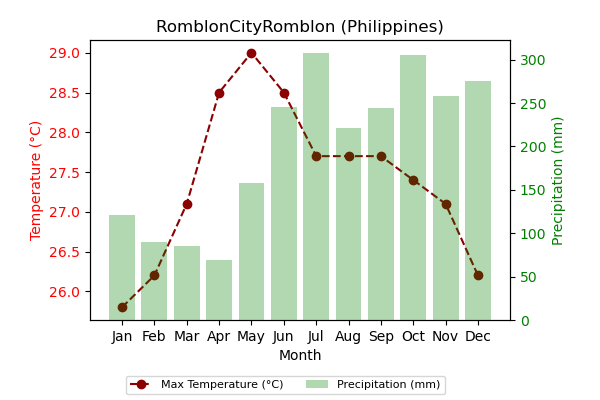 RomblonCityRomblon (Philippines)
Temperature (°C)
29.0
28.5
28.0
27.5
27.0
26.5
26.0
300
250
200
150
100
50
0
Precipitation (mm)
Jan Feb Mar Apr May Jun Jul Aug Sep Oct Nov Dec
Month
Max Temperature (°C) Precipitation (mm)